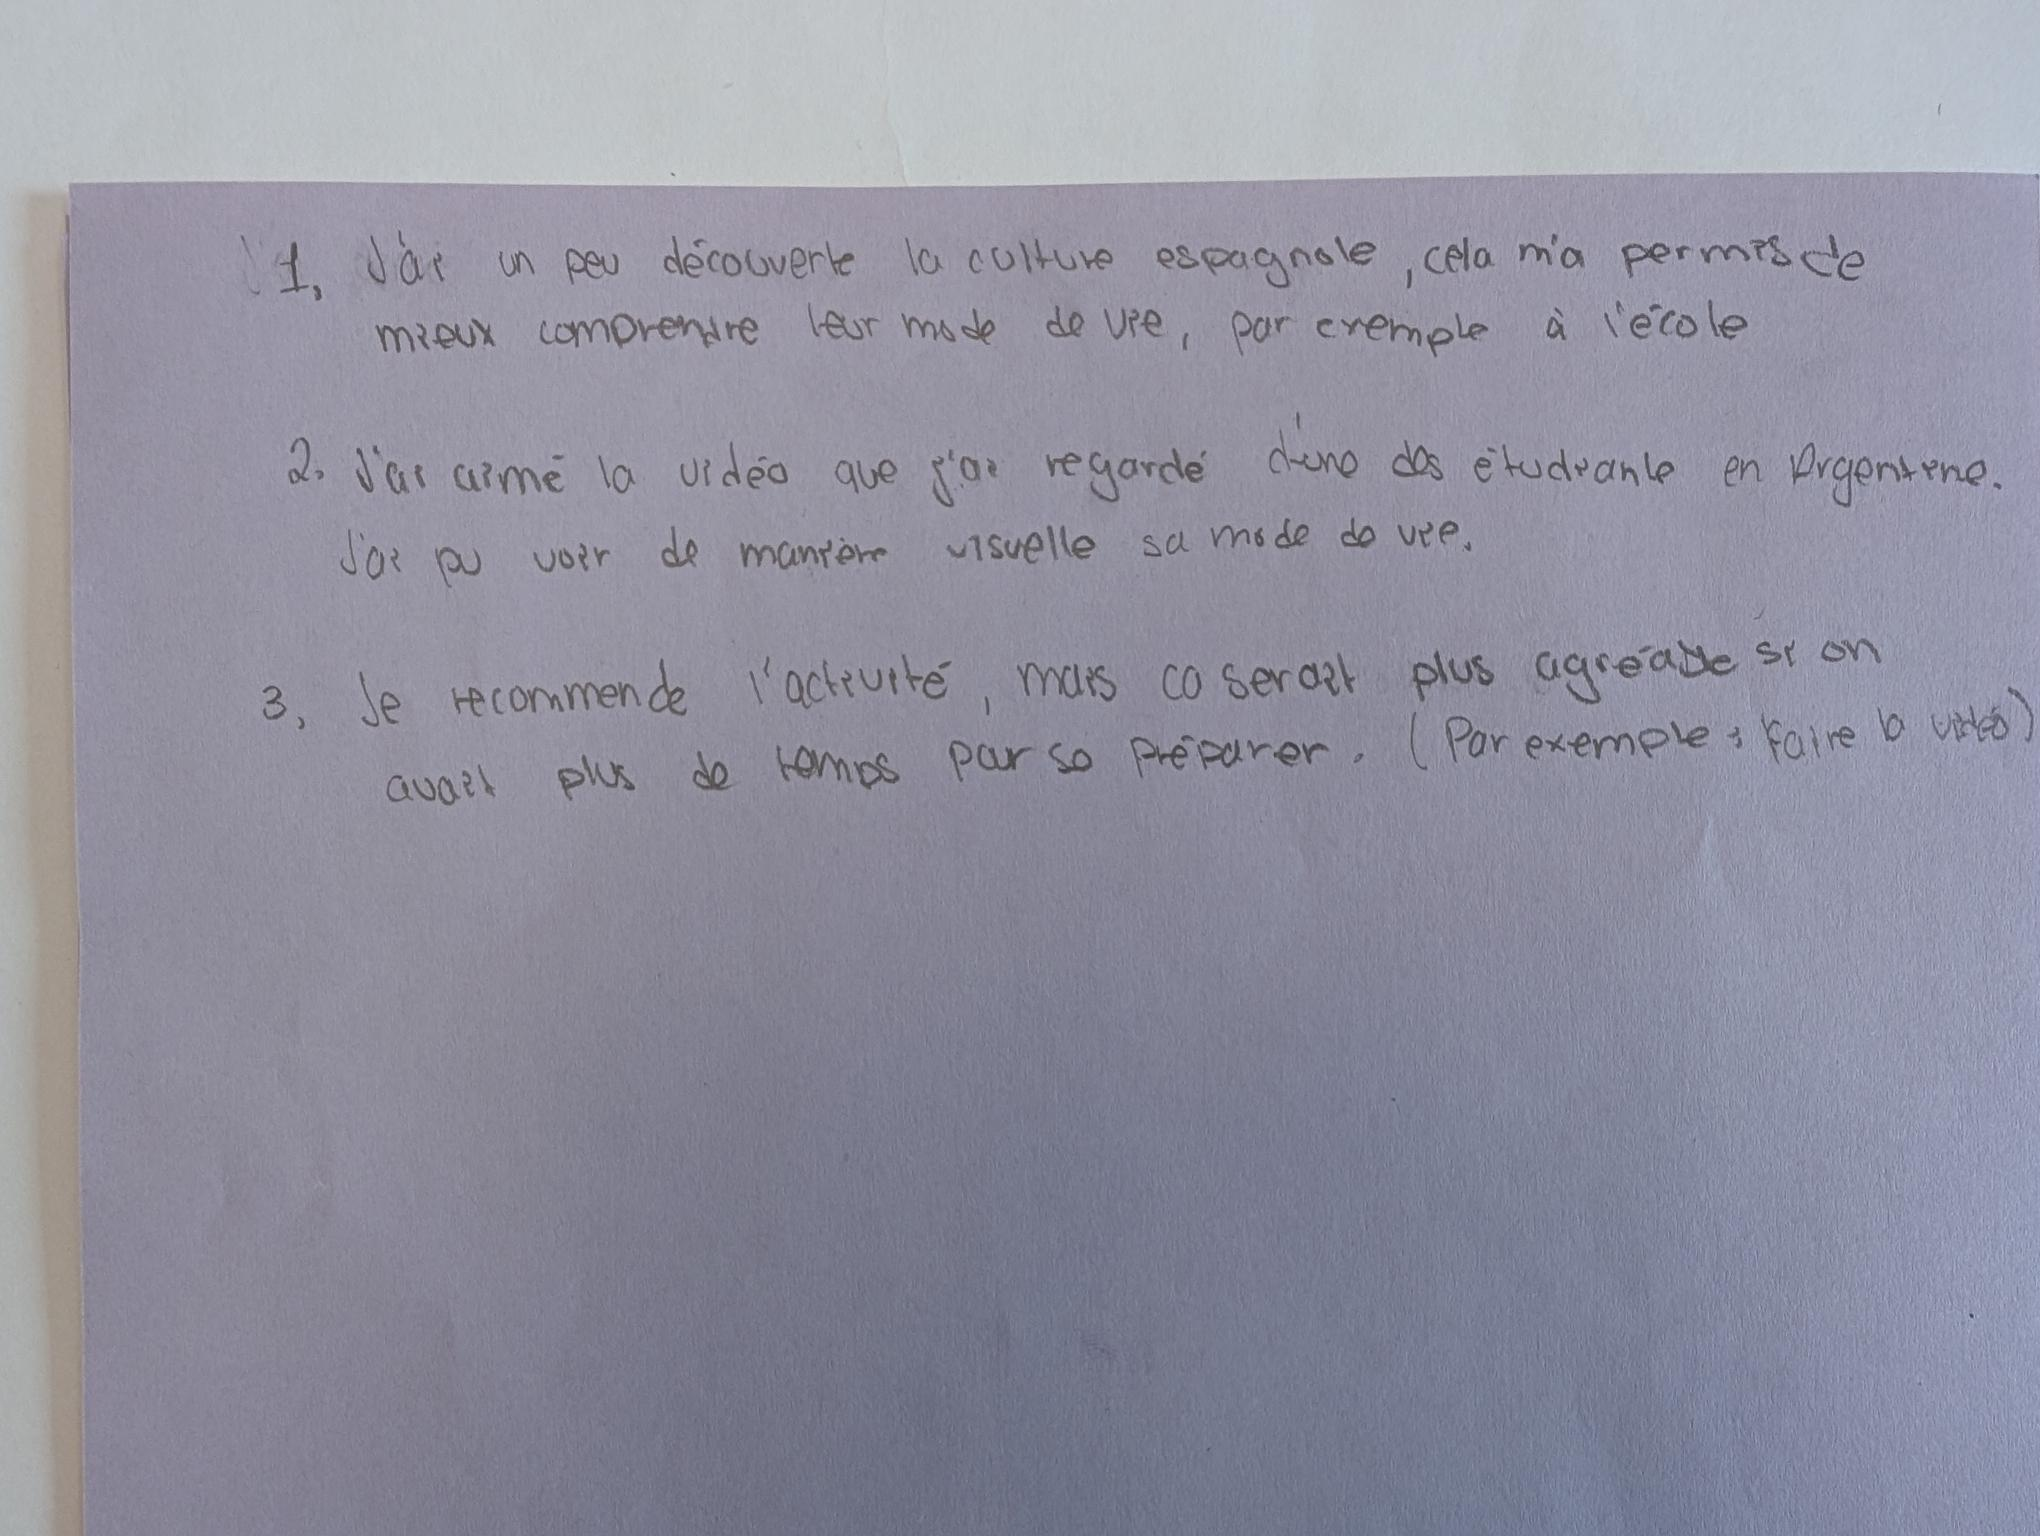 1, J'ai un peu découverte la culture espagnole, cela m'a permis de
mieux comprendre leur mode de vie, par exemple à l'école
2. J'ai aimé la vidéo que j'ai regardé d'une des étudiante en Argentine.
J'ai pu voir de manière visuelle sa mode de vie.
3, Je recommende l'activité, mais ce serait plus agréable si on
avait plus de temps par se préparer. (Par exemple : faire la vidéo)